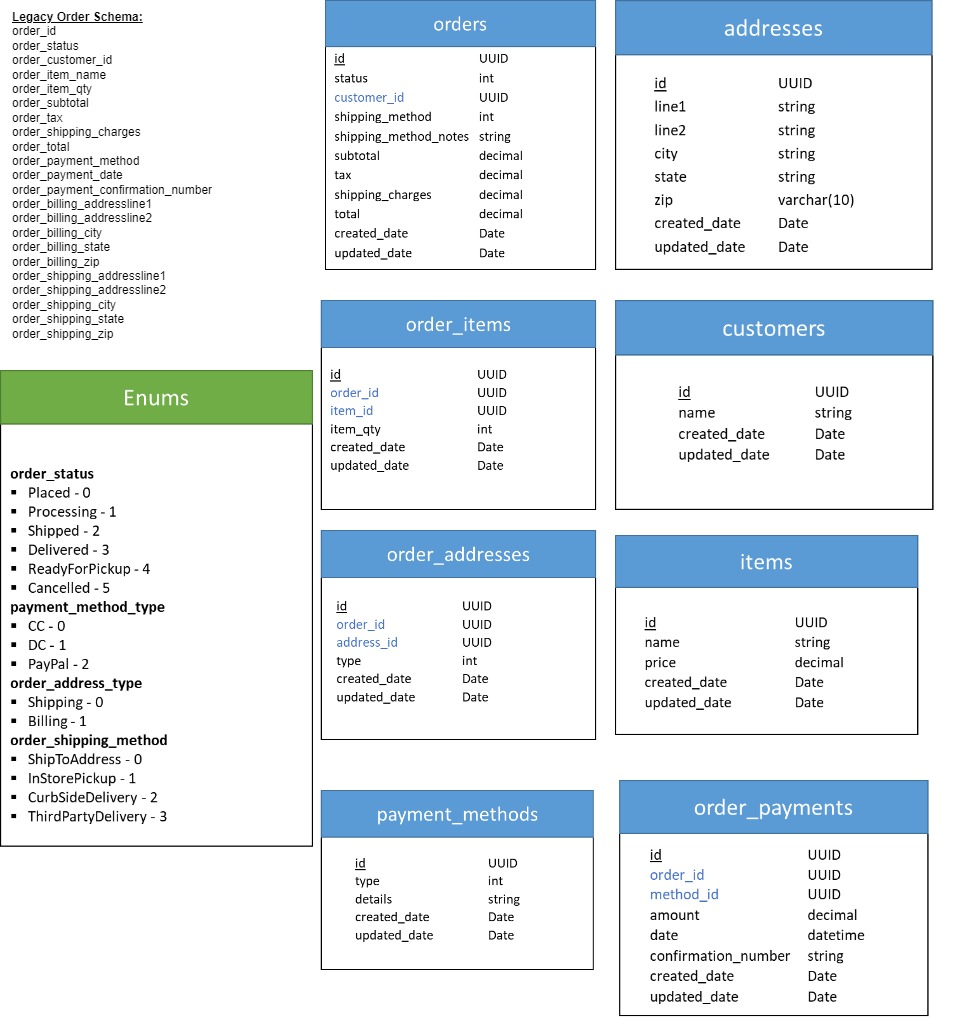 Legacy Order Schema:
order_id
order_status
order_customer_id
order_item_name
order_item_qty
order_subtotal
order_tax
order_shipping_charges
order_total
order_payment_method
order_payment_date
order_payment_confirmation_number
order_billing_addressline1
order_billing_addressline2
order_billing_city
order_billing_state
order_billing_zip
order_shipping_addressline1
order_shipping_addressline2
order_shipping_city
order_shipping_state
order_shipping_zip
Enums
order_status
▪ Placed - 0
▪ Processing - 1
▪ Shipped - 2
▪ Delivered - 3
▪ ReadyForPickup - 4
▪ Cancelled - 5
payment_method_type
▪ CC - 0
▪ DC - 1
▪ PayPal - 2
order_address_type
▪ Shipping - 0
▪ Billing - 1
order_shipping_method
▪ ShipToAddress - 0
▪ InStorePickup - 1
▪ CurbSideDelivery - 2
▪ ThirdPartyDelivery - 3
orders
id UUID
status int
customer_id UUID
shipping_method int
shipping_method_notes string
subtotal decimal
tax decimal
shipping_charges decimal
total decimal
created_date Date
updated_date Date
addresses
id UUID
line1 string
line2 string
city string
state string
zip varchar(10)
created_date Date
updated_date Date
order_items
id UUID
order_id UUID
item_id UUID
item_qty int
created_date Date
updated_date Date
customers
id UUID
name string
created_date Date
updated_date Date
order_addresses
id UUID
order_id UUID
address_id UUID
type int
created_date Date
updated_date Date
items
id UUID
name string
price decimal
created_date Date
updated_date Date
payment_methods
id UUID
type int
details string
created_date Date
updated_date Date
order_payments
id UUID
order_id UUID
method_id UUID
amount decimal
date datetime
confirmation_number string
created_date Date
updated_date Date